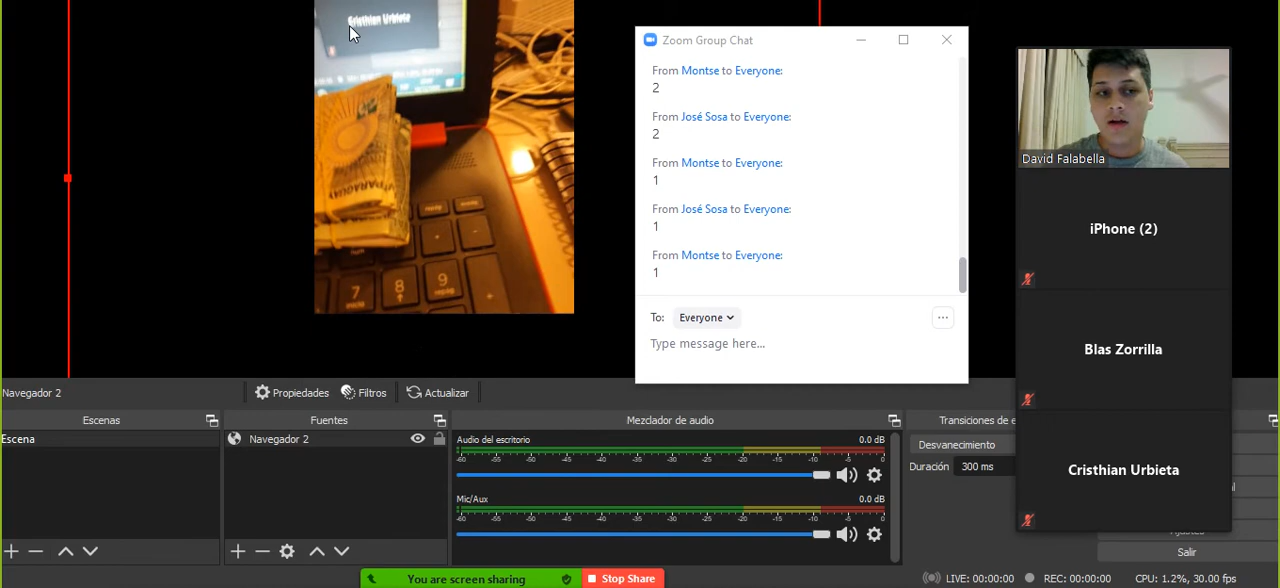 Cristhian Urbieta
PARAGUAY
7
inicio
8
9
repág
Zoom Group Chat
From Montse to Everyone:
2
From José Sosa to Everyone:
2
From Montse to Everyone:
1
From José Sosa to Everyone:
1
From Montse to Everyone:
1
To: Everyone
Type message here...
David Falabella
iPhone (2)
Blas Zorrilla
Cristhian Urbieta
Navegador 2
Propiedades
Filtros
Actualizar
Escenas
Escena
Fuentes
Navegador 2
Mezclador de audio
Audio del escritorio
0.0 dB
-60 -55 -50 -45 -40 -35 -30 -25 -20 -15 -10 -5 0
Mic/Aux
0.0 dB
-60 -55 -50 -45 -40 -35 -30 -25 -20 -15 -10 -5 0
Transiciones de e
Desvanecimiento
Duración 300 ms
Salir
You are screen sharing
Stop Share
LIVE: 00:00:00
REC: 00:00:00
CPU: 1.2%, 30.00 fps